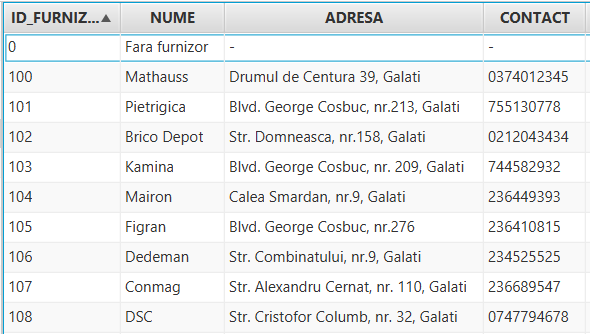 ID_FURNIZ... NUME ADRESA CONTACT
0 Fara furnizor - -
100 Mathauss Drumul de Centura 39, Galati 0374012345
101 Pietrigica Blvd. George Cosbuc, nr.213, Galati 755130778
102 Brico Depot Str. Domneasca, nr.158, Galati 0212043434
103 Kamina Blvd. George Cosbuc, nr. 209, Galati 744582932
104 Mairon Calea Smardan, nr.9, Galati 236449393
105 Figran Blvd. George Cosbuc, nr.276 236410815
106 Dedeman Str. Combinatului, nr.9, Galati 234525525
107 Conmag Str. Alexandru Cernat, nr. 110, Galati 236689547
108 DSC Str. Cristofor Columb, nr. 32, Galati 0747794678